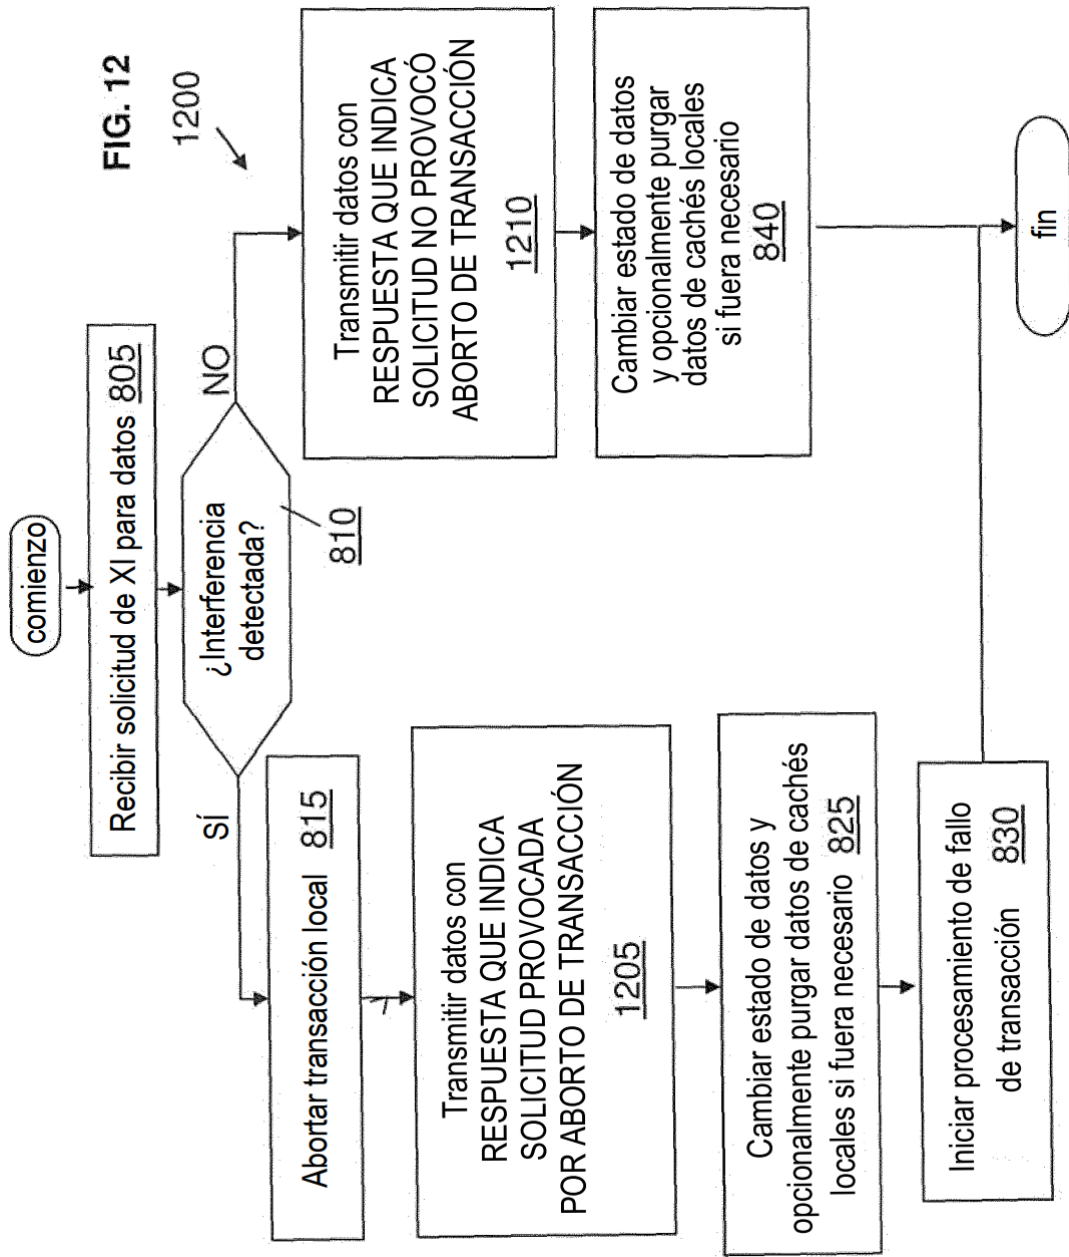 FIG. 12
1200
comienzo
Recibir solicitud de XI para datos 805
¿Interferencia
detectada?
810
SÍ
NO
Abortar transacción local 815
Transmitir datos con
RESPUESTA QUE INDICA
SOLICITUD PROVOCADA
POR ABORTO DE TRANSACCIÓN
1205
Cambiar estado de datos y
opcionalmente purgar datos de cachés
locales si fuera necesario 825
Iniciar procesamiento de fallo
de transacción 830
Transmitir datos con
RESPUESTA QUE INDICA
SOLICITUD NO PROVOCÓ
ABORTO DE TRANSACCIÓN
1210
Cambiar estado de datos
y opcionalmente purgar
datos de cachés locales
si fuera necesario
840
fin